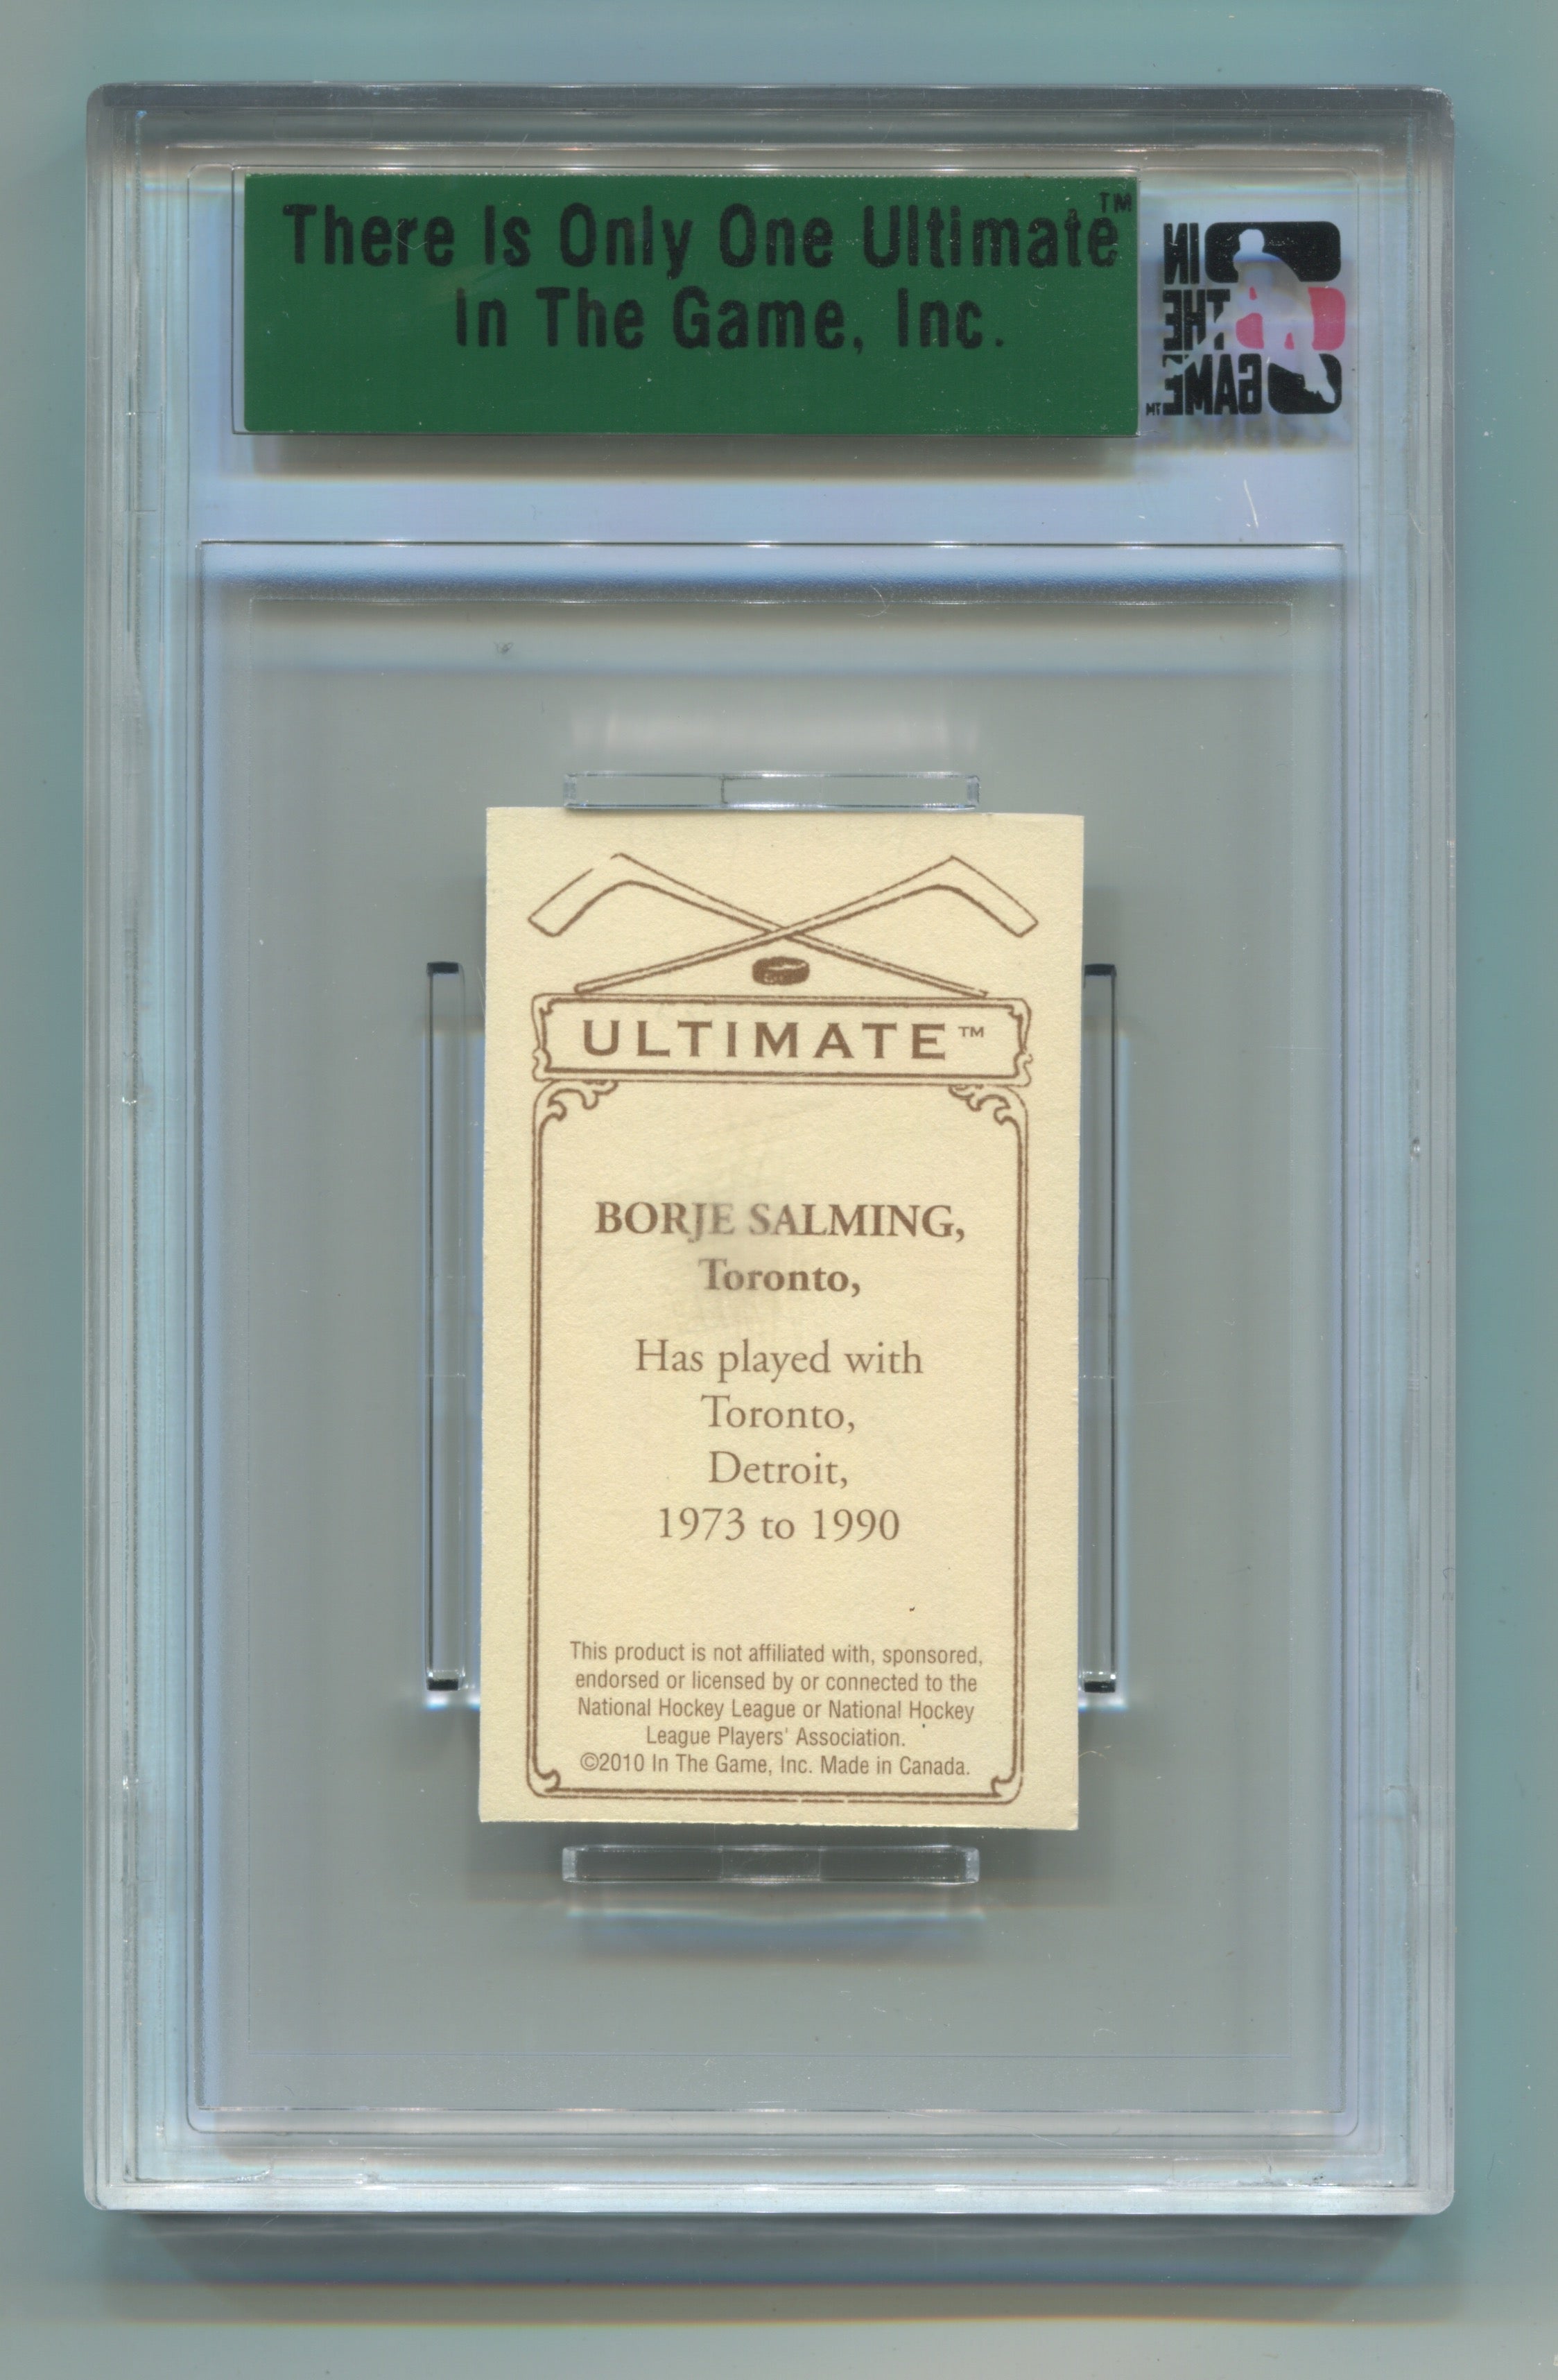 There Is Only One Ultimate™
In The Game, Inc.
IN
THE
GAME™
ULTIMATE™
BORJE SALMING,
Toronto,
Has played with
Toronto,
Detroit,
1973 to 1990
This product is not affiliated with, sponsored,
endorsed or licensed by or connected to the
National Hockey League or National Hockey
League Players' Association.
©2010 In The Game, Inc. Made in Canada.